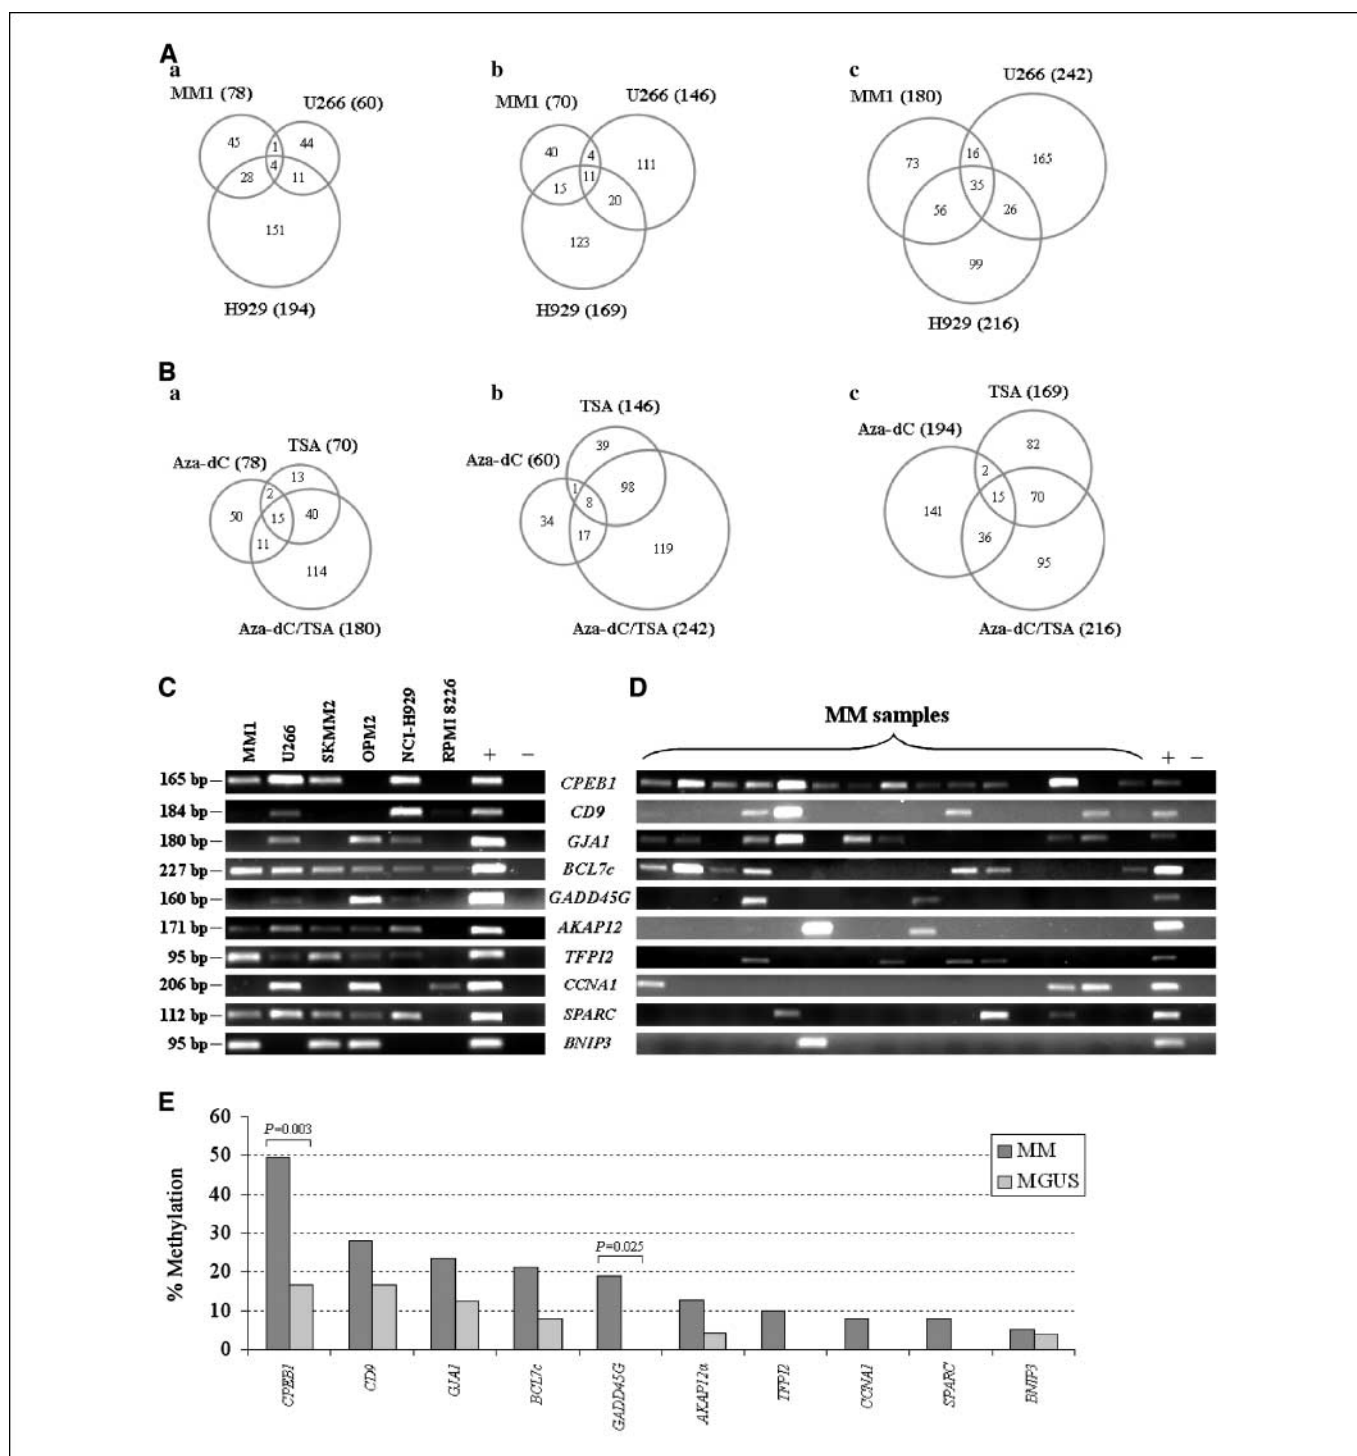 A
a
b
c
MM1 (78)
U266 (60)
45
1
44
4
28
11
151
H929 (194)
MM1 (70)
U266 (146)
40
4
111
11
15
20
123
H929 (169)
MM1 (180)
U266 (242)
73
16
165
35
56
26
99
H929 (216)
B
a
b
c
TSA (70)
Aza-dC (78)
13
2
50
15
40
11
114
Aza-dC/TSA (180)
TSA (146)
39
Aza-dC (60)
1
98
8
34
17
119
Aza-dC/TSA (242)
TSA (169)
Aza-dC (194)
82
2
15
70
141
36
95
Aza-dC/TSA (216)
C
MM1
U266
SKMM2
OPM2
NCI-H929
RPMI 8226
+
−
D
MM samples
+
−
165 bp CPEB1
184 bp CD9
180 bp GJA1
227 bp BCL7c
160 bp GADD45G
171 bp AKAP12
95 bp TFPI2
206 bp CCNA1
112 bp SPARC
95 bp BNIP3
E
% Methylation
60
50
40
30
20
10
0
P=0.003
P=0.025
MM
MGUS
CPEB1
CD9
GJA1
BCL7c
GADD45G
AKAP12α
TFPI2
CCNA1
SPARC
BNIP3